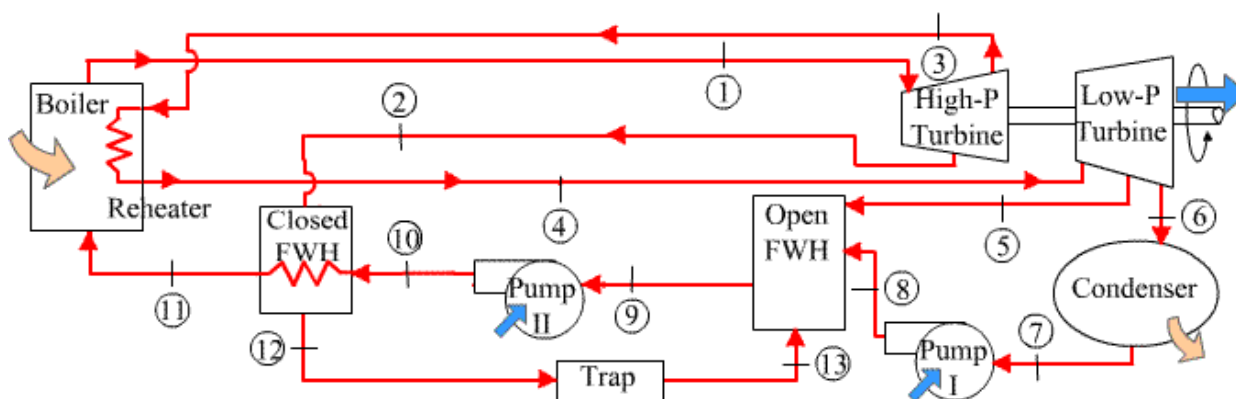 3
1
Boiler
2
High-P
Turbine
Low-P
Turbine
Reheater
Closed
FWH
4
Open
FWH
5
6
10
11
Pump
II
9
8
Condenser
12
Trap
13
Pump
I
7